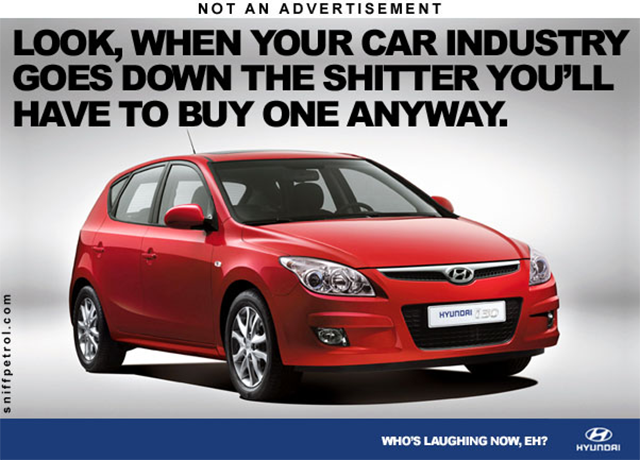 NOT AN ADVERTISEMENT
LOOK, WHEN YOUR CAR INDUSTRY
GOES DOWN THE SHITTER YOU'LL
HAVE TO BUY ONE ANYWAY.
HYUNDAI i30
sniffpetrol.com
WHO'S LAUGHING NOW, EH?
HYUNDAI